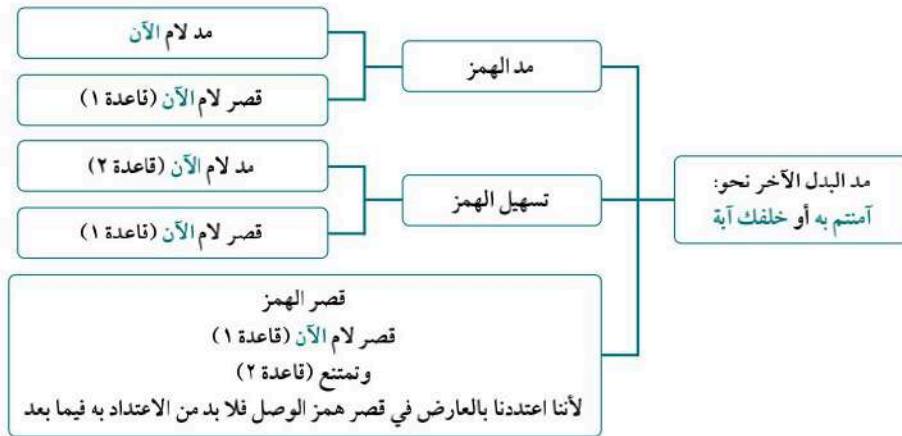 مد البدل الآخر نحو:
آمنتم به أو خلفك آية
مد الهمز
مد لام الآن
قصر لام الآن (قاعدة ١)
تسهيل الهمز
مد لام الآن (قاعدة ٢)
قصر لام الآن (قاعدة ١)
قصر الهمز
قصر لام الآن (قاعدة ١)
وتمتنع (قاعدة ٢)
لأننا اعتددنا بالعارض في قصر همز الوصل فلا بد من الاعتداد به فيما بعد